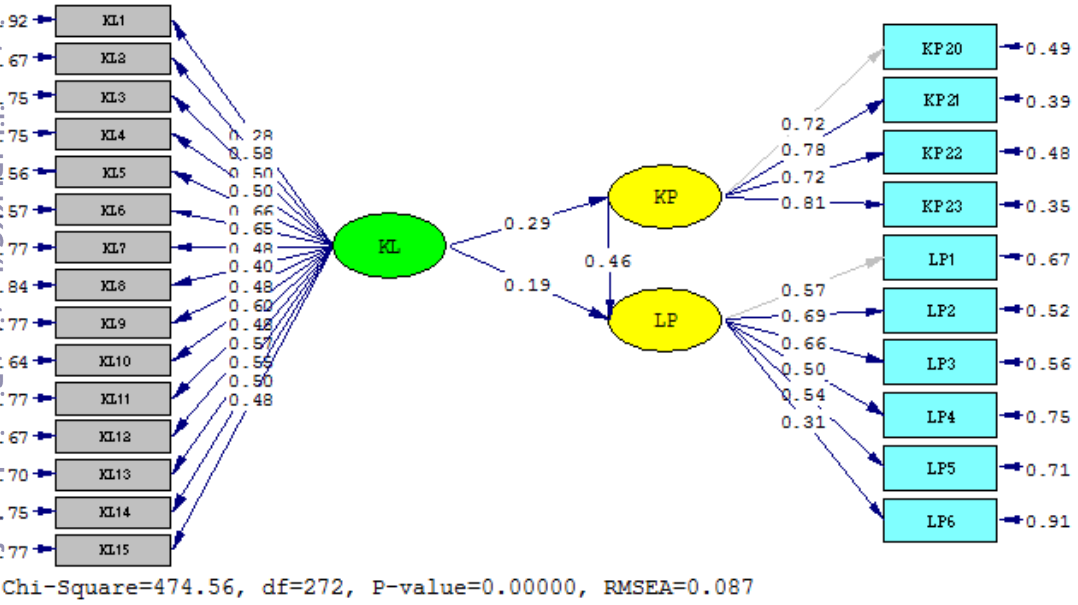 92 KL1
67 KL2
75 KL3
75 KL4
56 KL5
57 KL6
77 KL7
84 KL8
77 KL9
64 KL10
77 KL11
67 KL12
70 KL13
75 KL14
77 KL15
0.28
0.58
0.50
0.50
0.66
0.65
0.48
0.40
0.48
0.60
0.48
0.57
0.55
0.50
0.48
KL
0.29
0.19
KP
0.46
LP
0.72
0.78
0.72
0.81
0.57
0.69
0.66
0.50
0.54
0.31
KP20 0.49
KP21 0.39
KP22 0.48
KP23 0.35
LP1 0.67
LP2 0.52
LP3 0.56
LP4 0.75
LP5 0.71
LP6 0.91
Chi-Square=474.56, df=272, P-value=0.00000, RMSEA=0.087